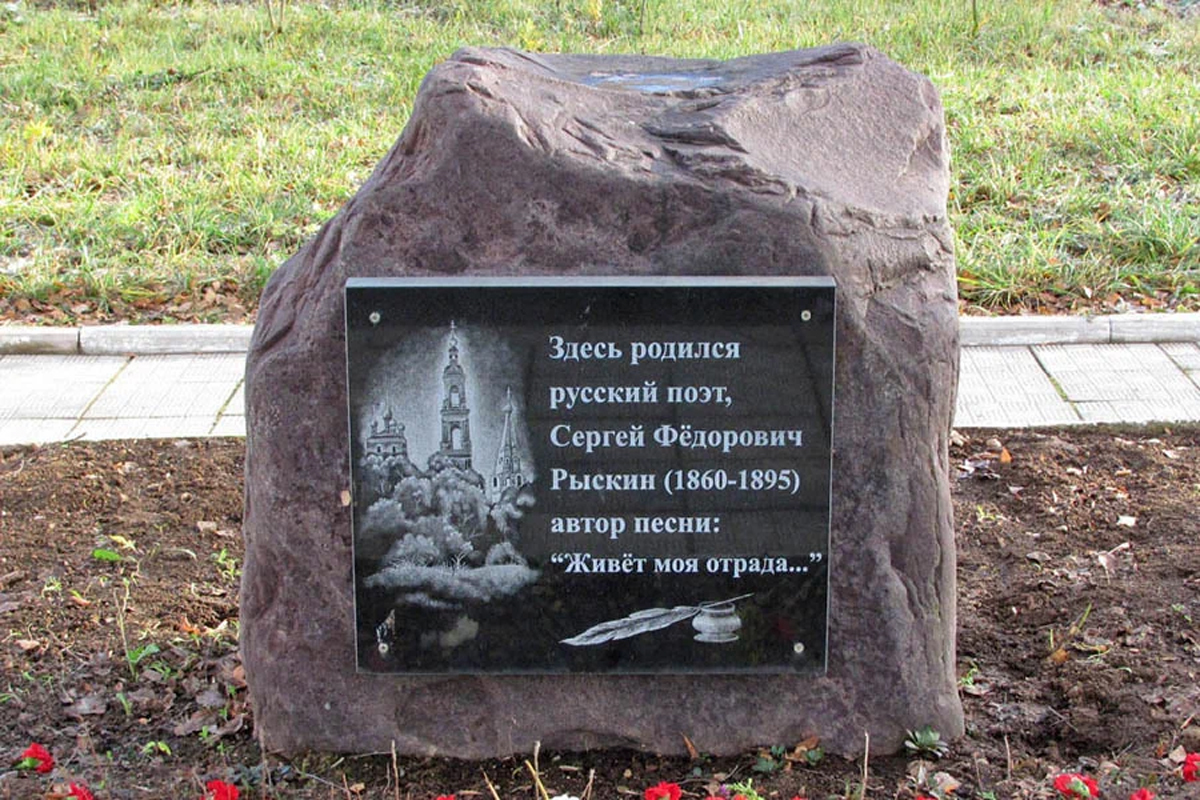 Здесь родился
русский поэт,
Сергей Фёдорович
Рыскин (1860-1895)
автор песни:
“Живёт моя отрада...”